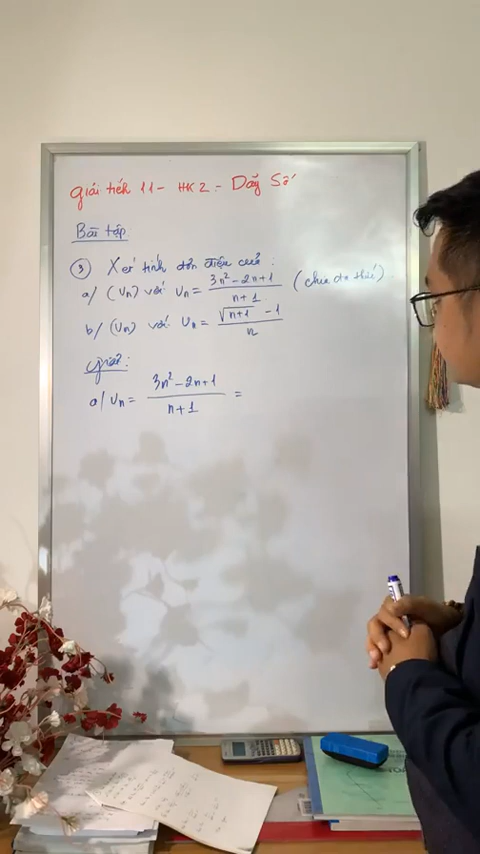 Giải tiếp 11 - HK2 - Dãy Số
Bài tập
③ Xét tính đơn điệu của:
a/ (Un) với Un = (3n² - 2n + 1)/(n + 1) (chia đa thức)
b/ (Un) với Un = (√(n+1) - 1)/n
Giải:
a/ Un = (3n² - 2n + 1)/(n + 1) =